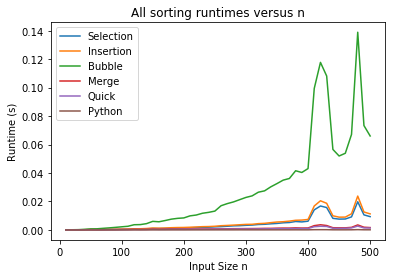 All sorting runtimes versus n
Selection
Insertion
Bubble
Merge
Quick
Python
Runtime (s)
0.14
0.12
0.10
0.08
0.06
0.04
0.02
0.00
0
100
200
300
400
500
Input Size n